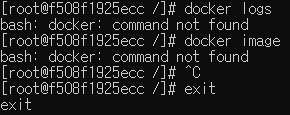 [root@f508f1925ecc /]# docker logs
bash: docker: command not found
[root@f508f1925ecc /]# docker image
bash: docker: command not found
[root@f508f1925ecc /]# ^C
[root@f508f1925ecc /]# exit
exit